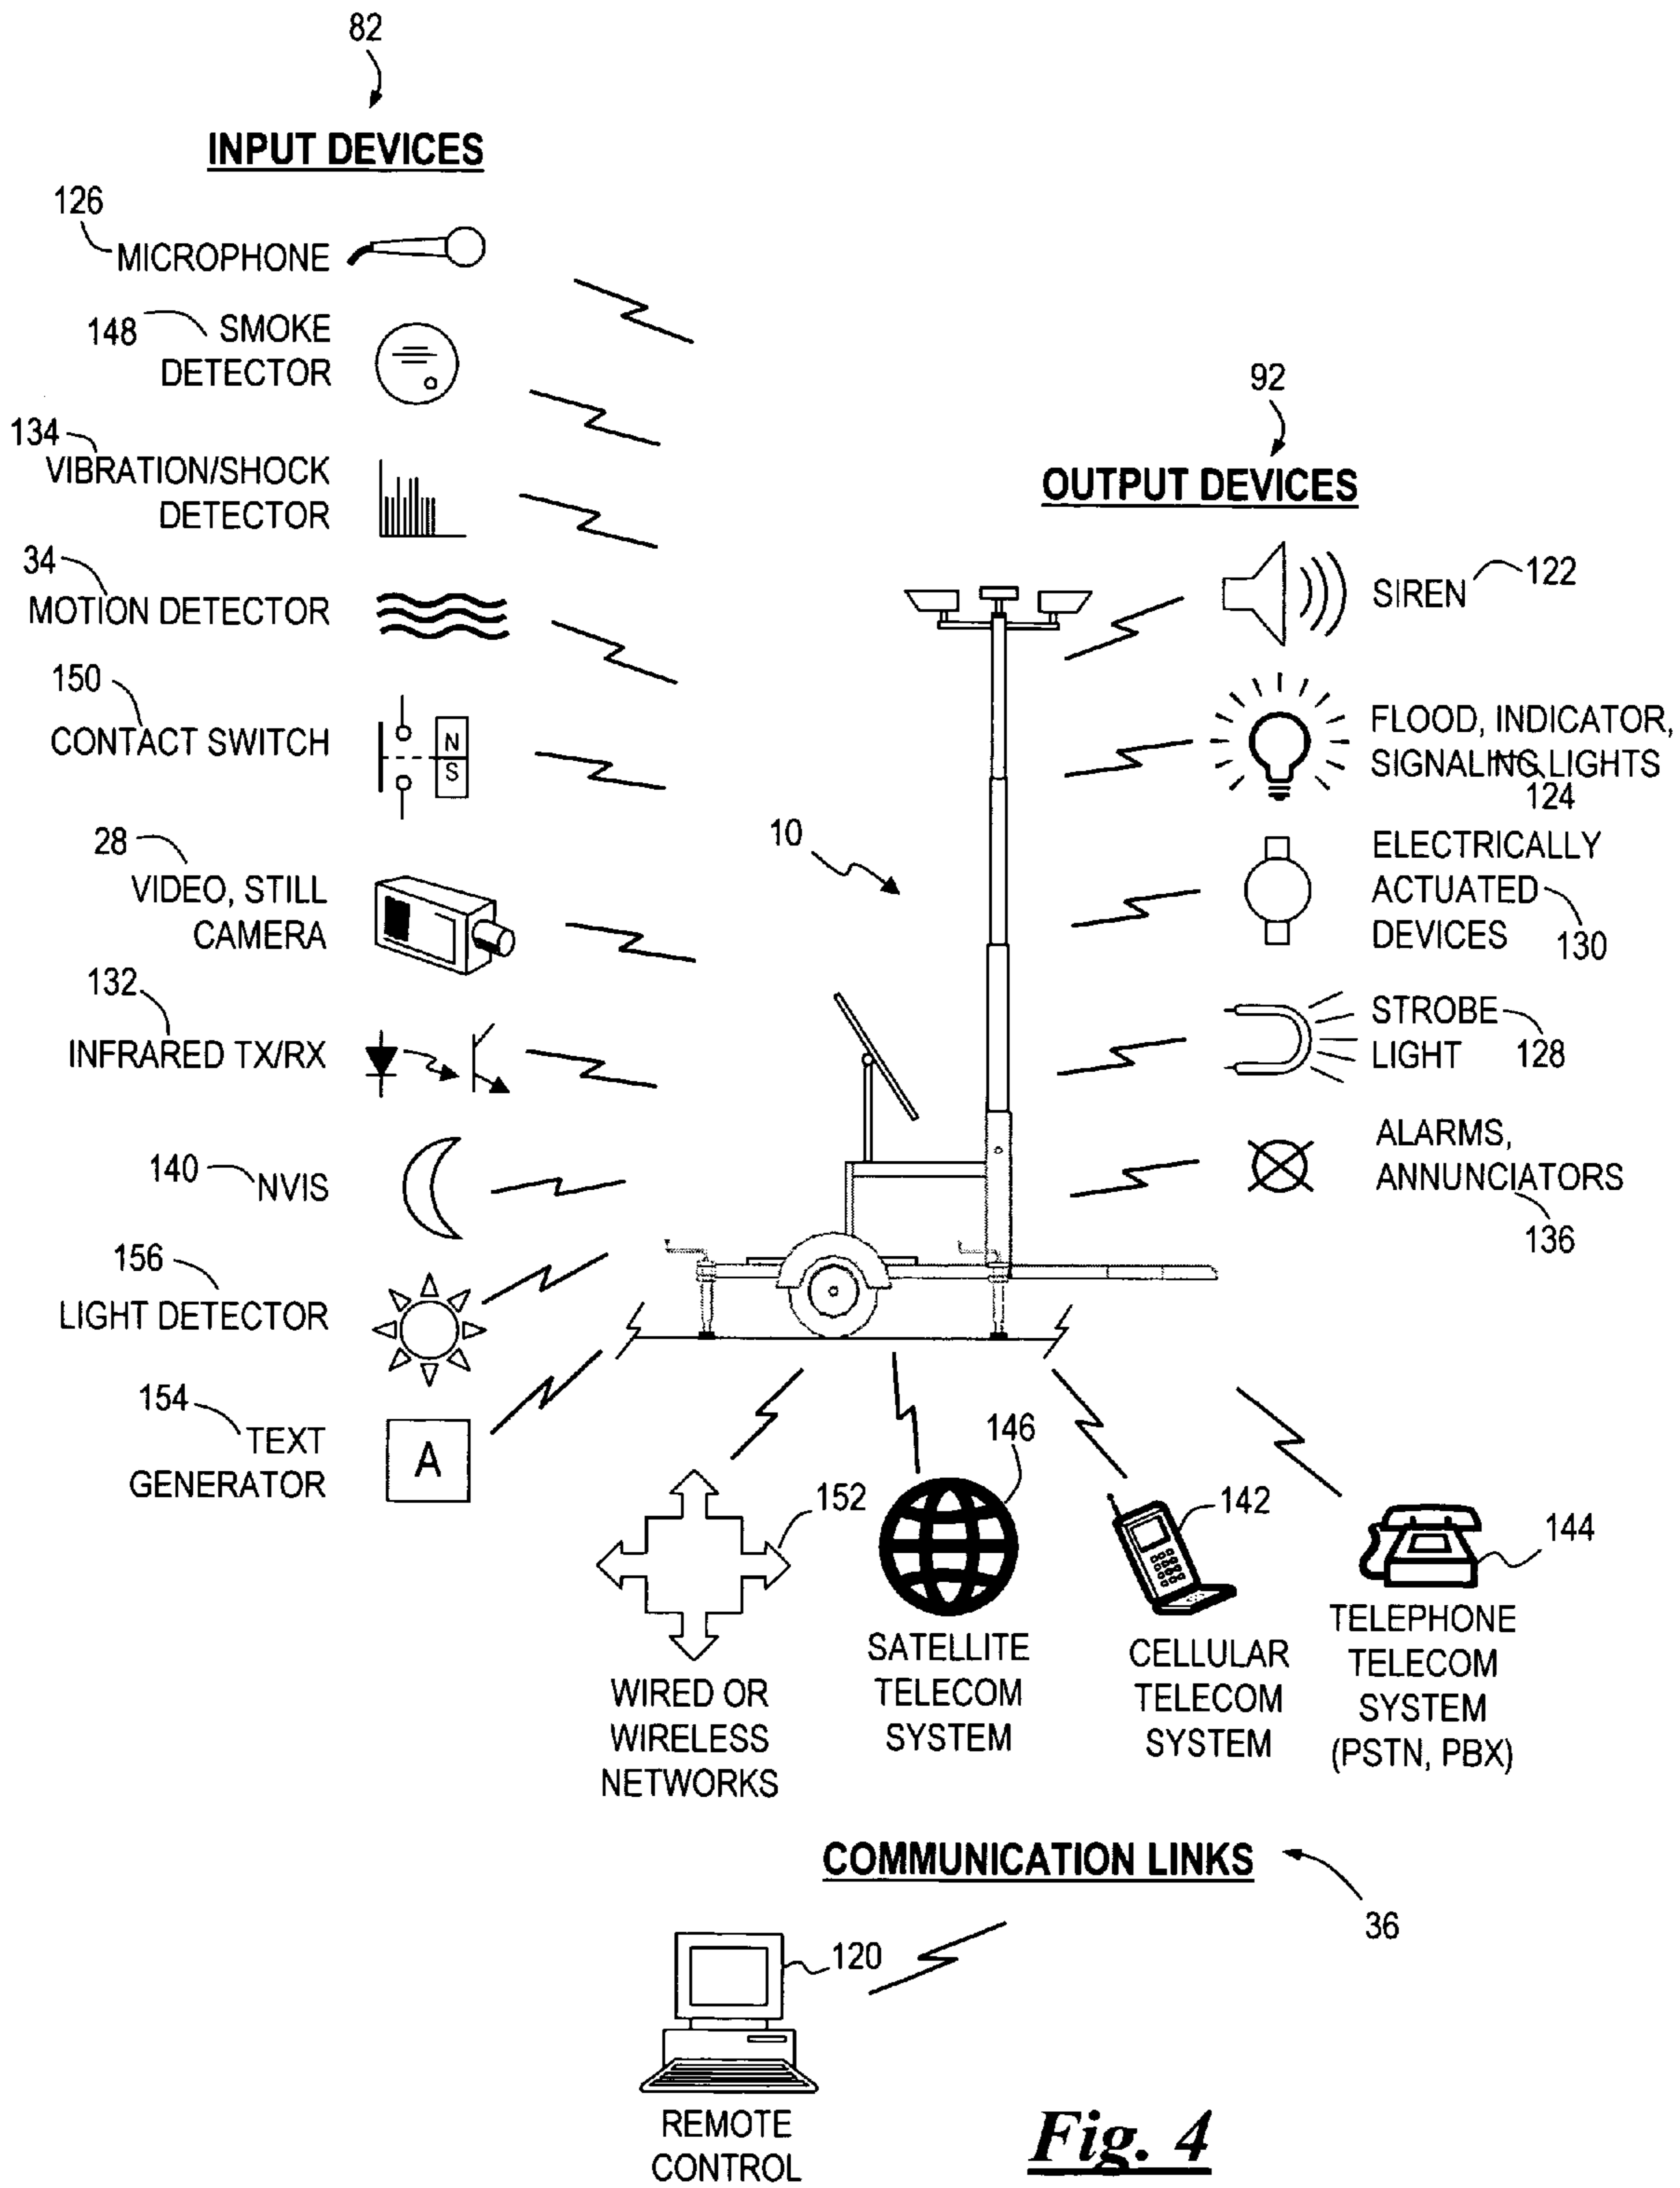 82
INPUT DEVICES
126
MICROPHONE
148
SMOKE
DETECTOR
134
VIBRATION/SHOCK
DETECTOR
34
MOTION DETECTOR
150
CONTACT SWITCH
N
S
28
VIDEO, STILL
CAMERA
132
INFRARED TX/RX
140
NVIS
156
LIGHT DETECTOR
154
TEXT
GENERATOR
A
10
92
OUTPUT DEVICES
SIREN
122
FLOOD, INDICATOR,
SIGNALING LIGHTS
124
ELECTRICALLY
ACTUATED
DEVICES
130
STROBE
LIGHT
128
ALARMS,
ANNUNCIATORS
136
152
WIRED OR
WIRELESS
NETWORKS
146
SATELLITE
TELECOM
SYSTEM
142
CELLULAR
TELECOM
SYSTEM
144
TELEPHONE
TELECOM
SYSTEM
(PSTN, PBX)
COMMUNICATION LINKS
36
120
REMOTE
CONTROL
Fig. 4